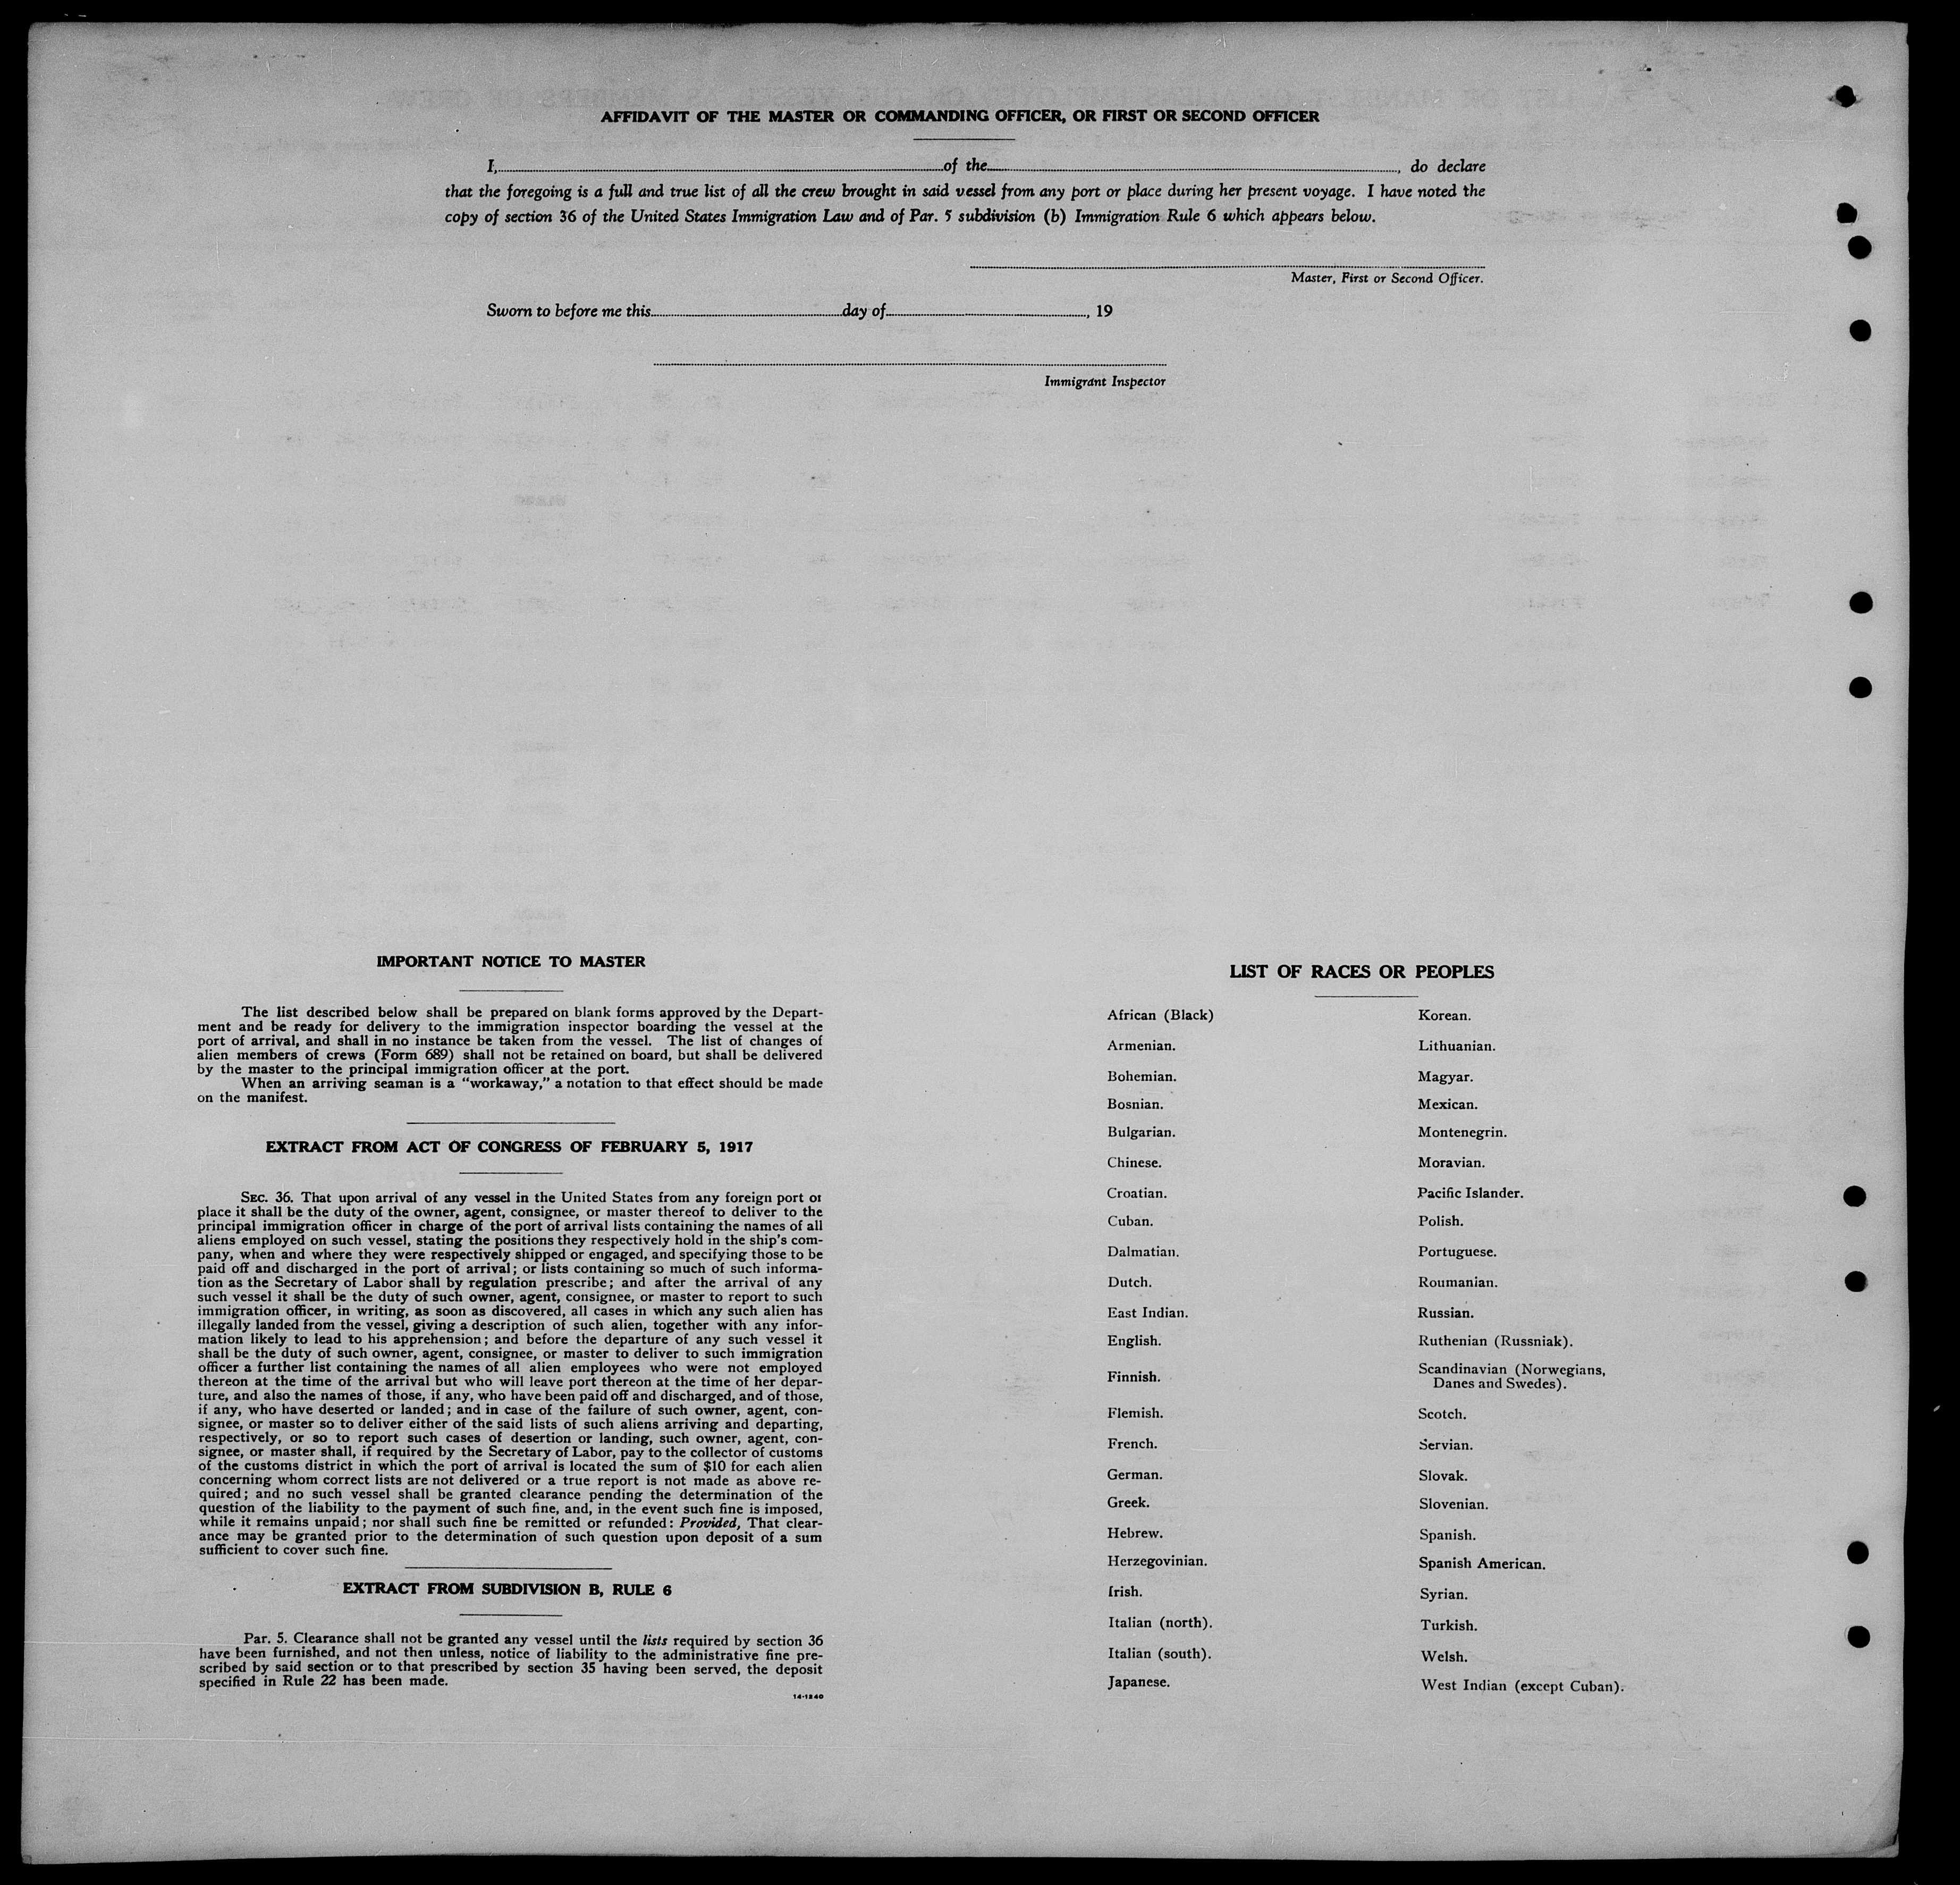 AFFIDAVIT OF THE MASTER OR COMMANDING OFFICER, OR FIRST OR SECOND OFFICER
I, of the , do declare
that the foregoing is a full and true list of all the crew brought in said vessel from any port or place during her present voyage. I have noted the
copy of section 36 of the United States Immigration Law and of Par. 5 subdivision (b) Immigration Rule 6 which appears below.
Master, First or Second Officer.
Sworn to before me this day of , 19
Immigrant Inspector
IMPORTANT NOTICE TO MASTER
The list described below shall be prepared on blank forms approved by the Depart-
ment and be ready for delivery to the immigration inspector boarding the vessel at the
port of arrival, and shall in no instance be taken from the vessel. The list of changes of
alien members of crews (Form 689) shall not be retained on board, but shall be delivered
by the master to the principal immigration officer at the port.
When an arriving seaman is a "workaway," a notation to that effect should be made
on the manifest.
EXTRACT FROM ACT OF CONGRESS OF FEBRUARY 5, 1917
SEC. 36. That upon arrival of any vessel in the United States from any foreign port or
place it shall be the duty of the owner, agent, consignee, or master thereof to deliver to the
principal immigration officer in charge of the port of arrival lists containing the names of all
aliens employed on such vessel, stating the positions they respectively hold in the ship's com-
pany, when and where they were respectively shipped or engaged, and specifying those to be
paid off and discharged in the port of arrival; or lists containing so much of such informa-
tion as the Secretary of Labor shall by regulation prescribe; and after the arrival of any
such vessel it shall be the duty of such owner, agent, consignee, or master to report to such
immigration officer, in writing, as soon as discovered, all cases in which any such alien has
illegally landed from the vessel, giving a description of such alien, together with any infor-
mation likely to lead to his apprehension; and before the departure of any such vessel it
shall be the duty of such owner, agent, consignee, or master to deliver to such immigration
officer a further list containing the names of all alien employees who were not employed
thereon at the time of the arrival but who will leave port thereon at the time of her depar-
ture, and also the names of those, if any, who have been paid off and discharged, and of those,
if any, who have deserted or landed; and in case of the failure of such owner, agent, con-
signee, or master so to deliver either of the said lists of such aliens arriving and departing,
respectively, or so to report such cases of desertion or landing, such owner, agent, con-
signee, or master shall, if required by the Secretary of Labor, pay to the collector of customs
of the customs district in which the port of arrival is located the sum of $10 for each alien
concerning whom correct lists are not delivered or a true report is not made as above re-
quired; and no such vessel shall be granted clearance pending the determination of the
question of the liability to the payment of such fine, and, in the event such fine is imposed,
while it remains unpaid; nor shall such fine be remitted or refunded: Provided, That clear-
ance may be granted prior to the determination of such question upon deposit of a sum
sufficient to cover such fine.
EXTRACT FROM SUBDIVISION B, RULE 6
Par. 5. Clearance shall not be granted any vessel until the lists required by section 36
have been furnished, and not then unless, notice of liability to the administrative fine pre-
scribed by said section or to that prescribed by section 35 having been served, the deposit
specified in Rule 22 has been made.
14-1240
LIST OF RACES OR PEOPLES
African (Black)
Armenian.
Bohemian.
Bosnian.
Bulgarian.
Chinese.
Croatian.
Cuban.
Dalmatian.
Dutch.
East Indian.
English.
Finnish.
Flemish.
French.
German.
Greek.
Hebrew.
Herzegovinian.
Irish.
Italian (north).
Italian (south).
Japanese.
Korean.
Lithuanian.
Magyar.
Mexican.
Montenegrin.
Moravian.
Pacific Islander.
Polish.
Portuguese.
Roumanian.
Russian.
Ruthenian (Russniak).
Scandinavian (Norwegians,
Danes and Swedes).
Scotch.
Servian.
Slovak.
Slovenian.
Spanish.
Spanish American.
Syrian.
Turkish.
Welsh.
West Indian (except Cuban).